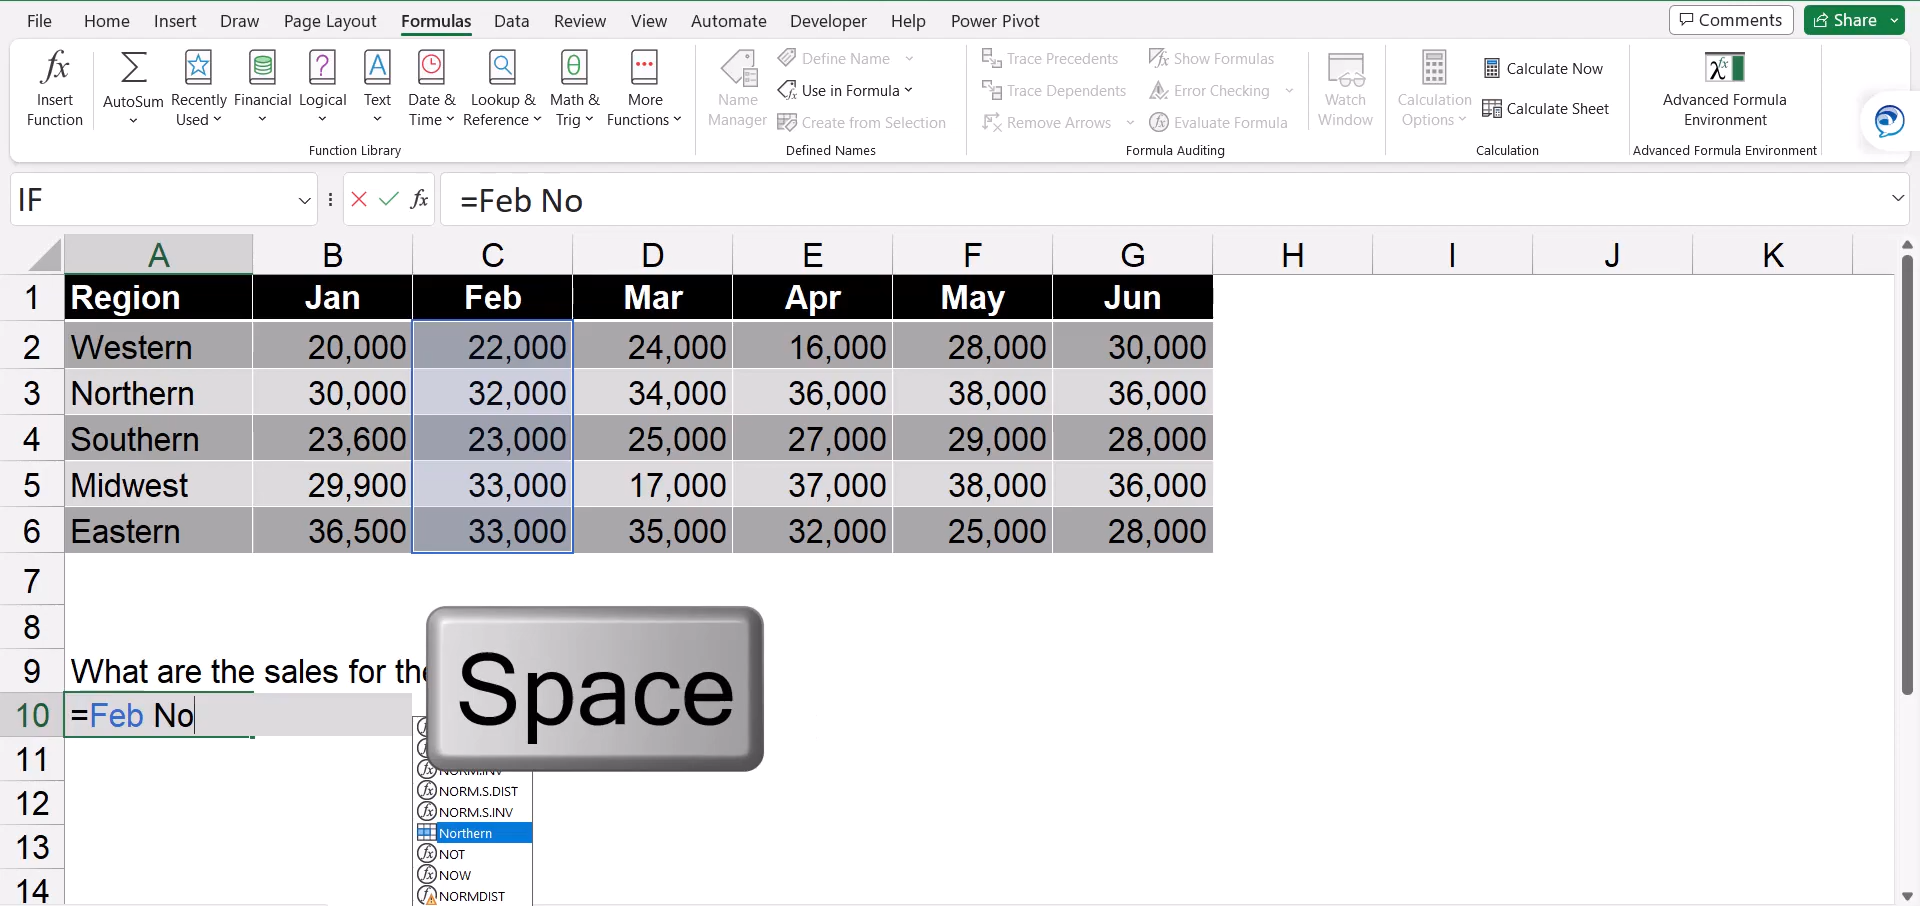 File Home Insert Draw Page Layout Formulas Data Review View Automate Developer Help Power Pivot Comments Share
fx Insert Function
AutoSum
Recently Used
Financial
Logical
Text
Date & Time
Lookup & Reference
Math & Trig
More Functions
Function Library
Name Manager
Define Name
Use in Formula
Create from Selection
Defined Names
Trace Precedents
Trace Dependents
Remove Arrows
Show Formulas
Error Checking
Evaluate Formula
Formula Auditing
Watch Window
Calculation Options
Calculate Now
Calculate Sheet
Calculation
Advanced Formula Environment
Advanced Formula Environment
IF fx =Feb No
A B C D E F G H I J K
1 Region Jan Feb Mar Apr May Jun
2 Western 20,000 22,000 24,000 16,000 28,000 30,000
3 Northern 30,000 32,000 34,000 36,000 38,000 36,000
4 Southern 23,600 23,000 25,000 27,000 29,000 28,000
5 Midwest 29,900 33,000 17,000 37,000 38,000 36,000
6 Eastern 36,500 33,000 35,000 32,000 25,000 28,000
7
8
9 What are the sales for
10 =Feb No
11
12
13
14
Space
NORM.INV
NORM.S.DIST
NORM.S.INV
Northern
NOT
NOW
NORMDIST